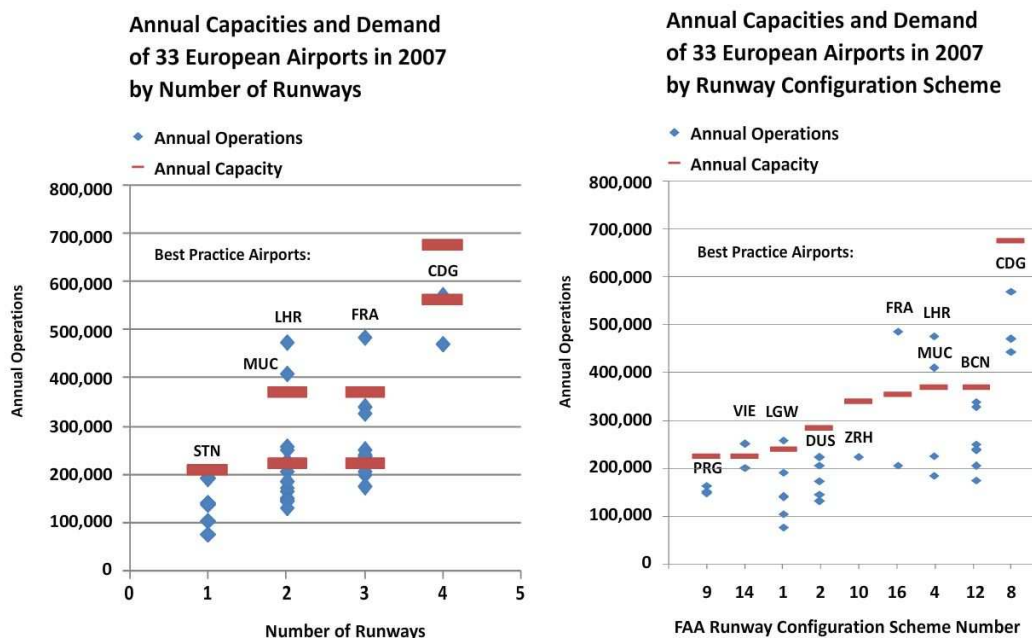 Annual Capacities and Demand
of 33 European Airports in 2007
by Number of Runways
Annual Operations
Annual Capacity
800,000
700,000
600,000
500,000
400,000
300,000
200,000
100,000
0
Annual Operations
Best Practice Airports:
CDG
LHR
FRA
MUC
STN
0
1
2
3
4
5
Number of Runways
Annual Capacities and Demand
of 33 European Airports in 2007
by Runway Configuration Scheme
Annual Operations
Annual Capacity
800,000
700,000
600,000
500,000
400,000
300,000
200,000
100,000
0
Annual Operations
Best Practice Airports:
CDG
FRA
LHR
MUC
BCN
VIE
LGW
DUS
ZRH
PRG
9
14
1
2
10
16
4
12
8
FAA Runway Configuration Scheme Number